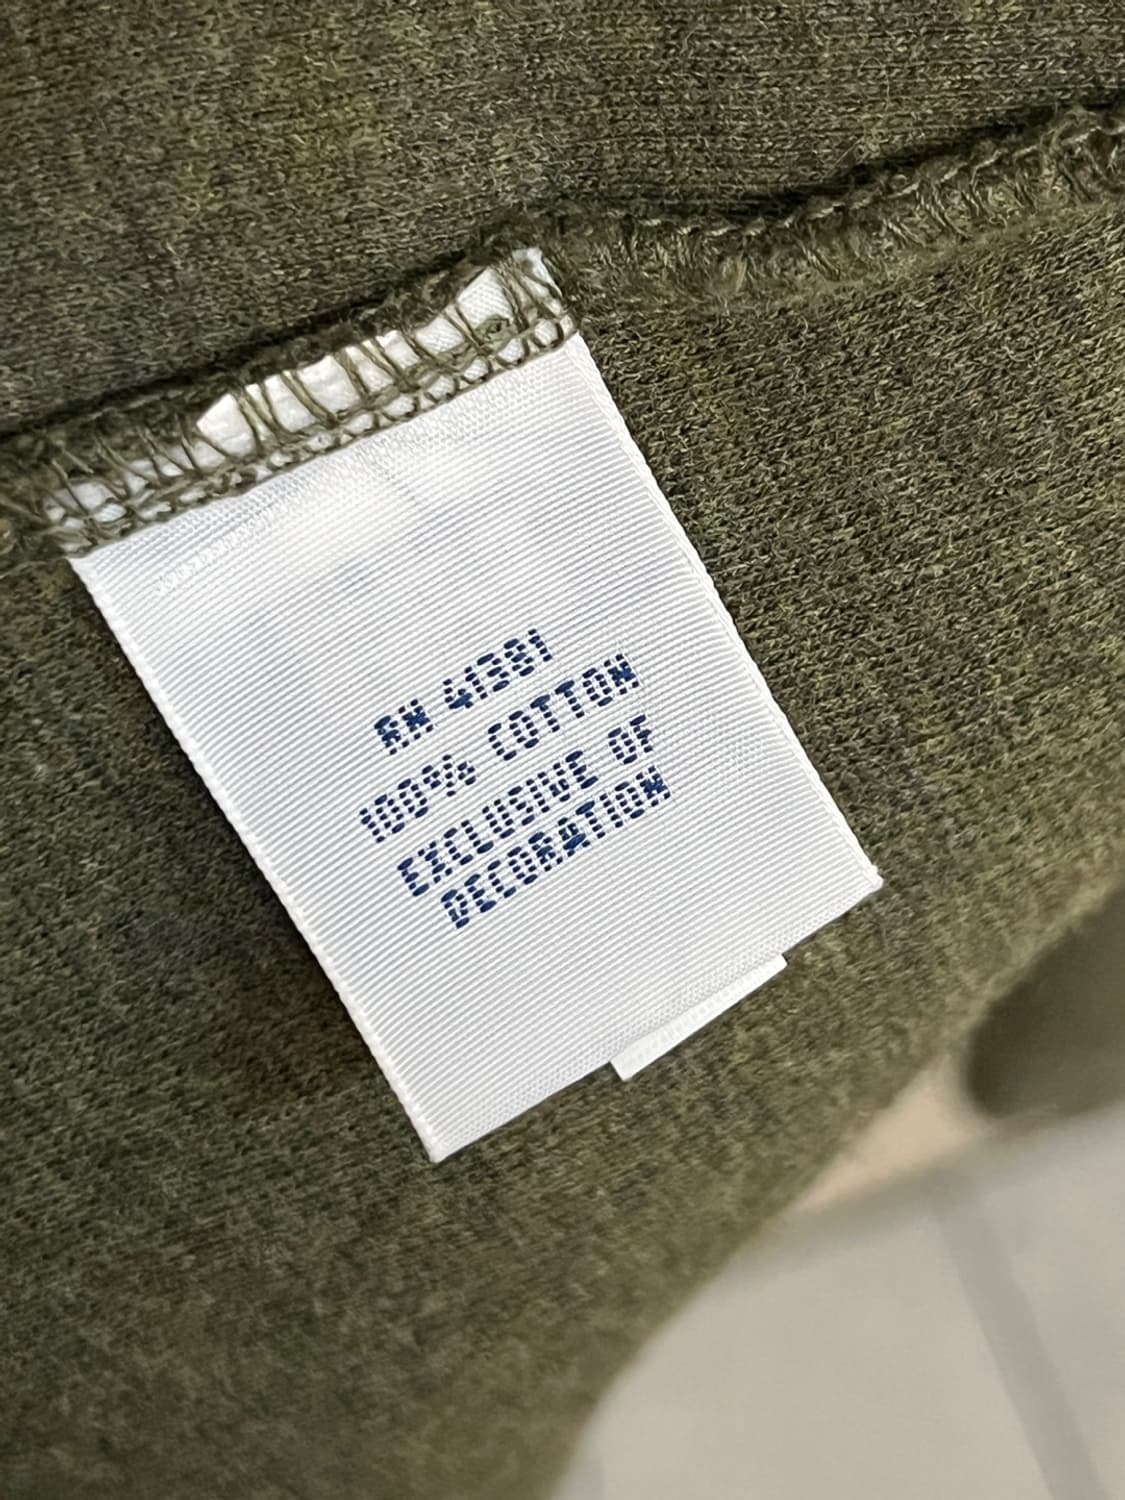 RN 41381
100% COTTON
EXCLUSIVE OF
DECORATION